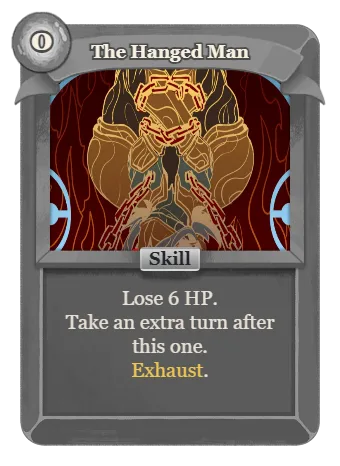 0
The Hanged Man
Skill
Lose 6 HP.
Take an extra turn after
this one.
Exhaust.